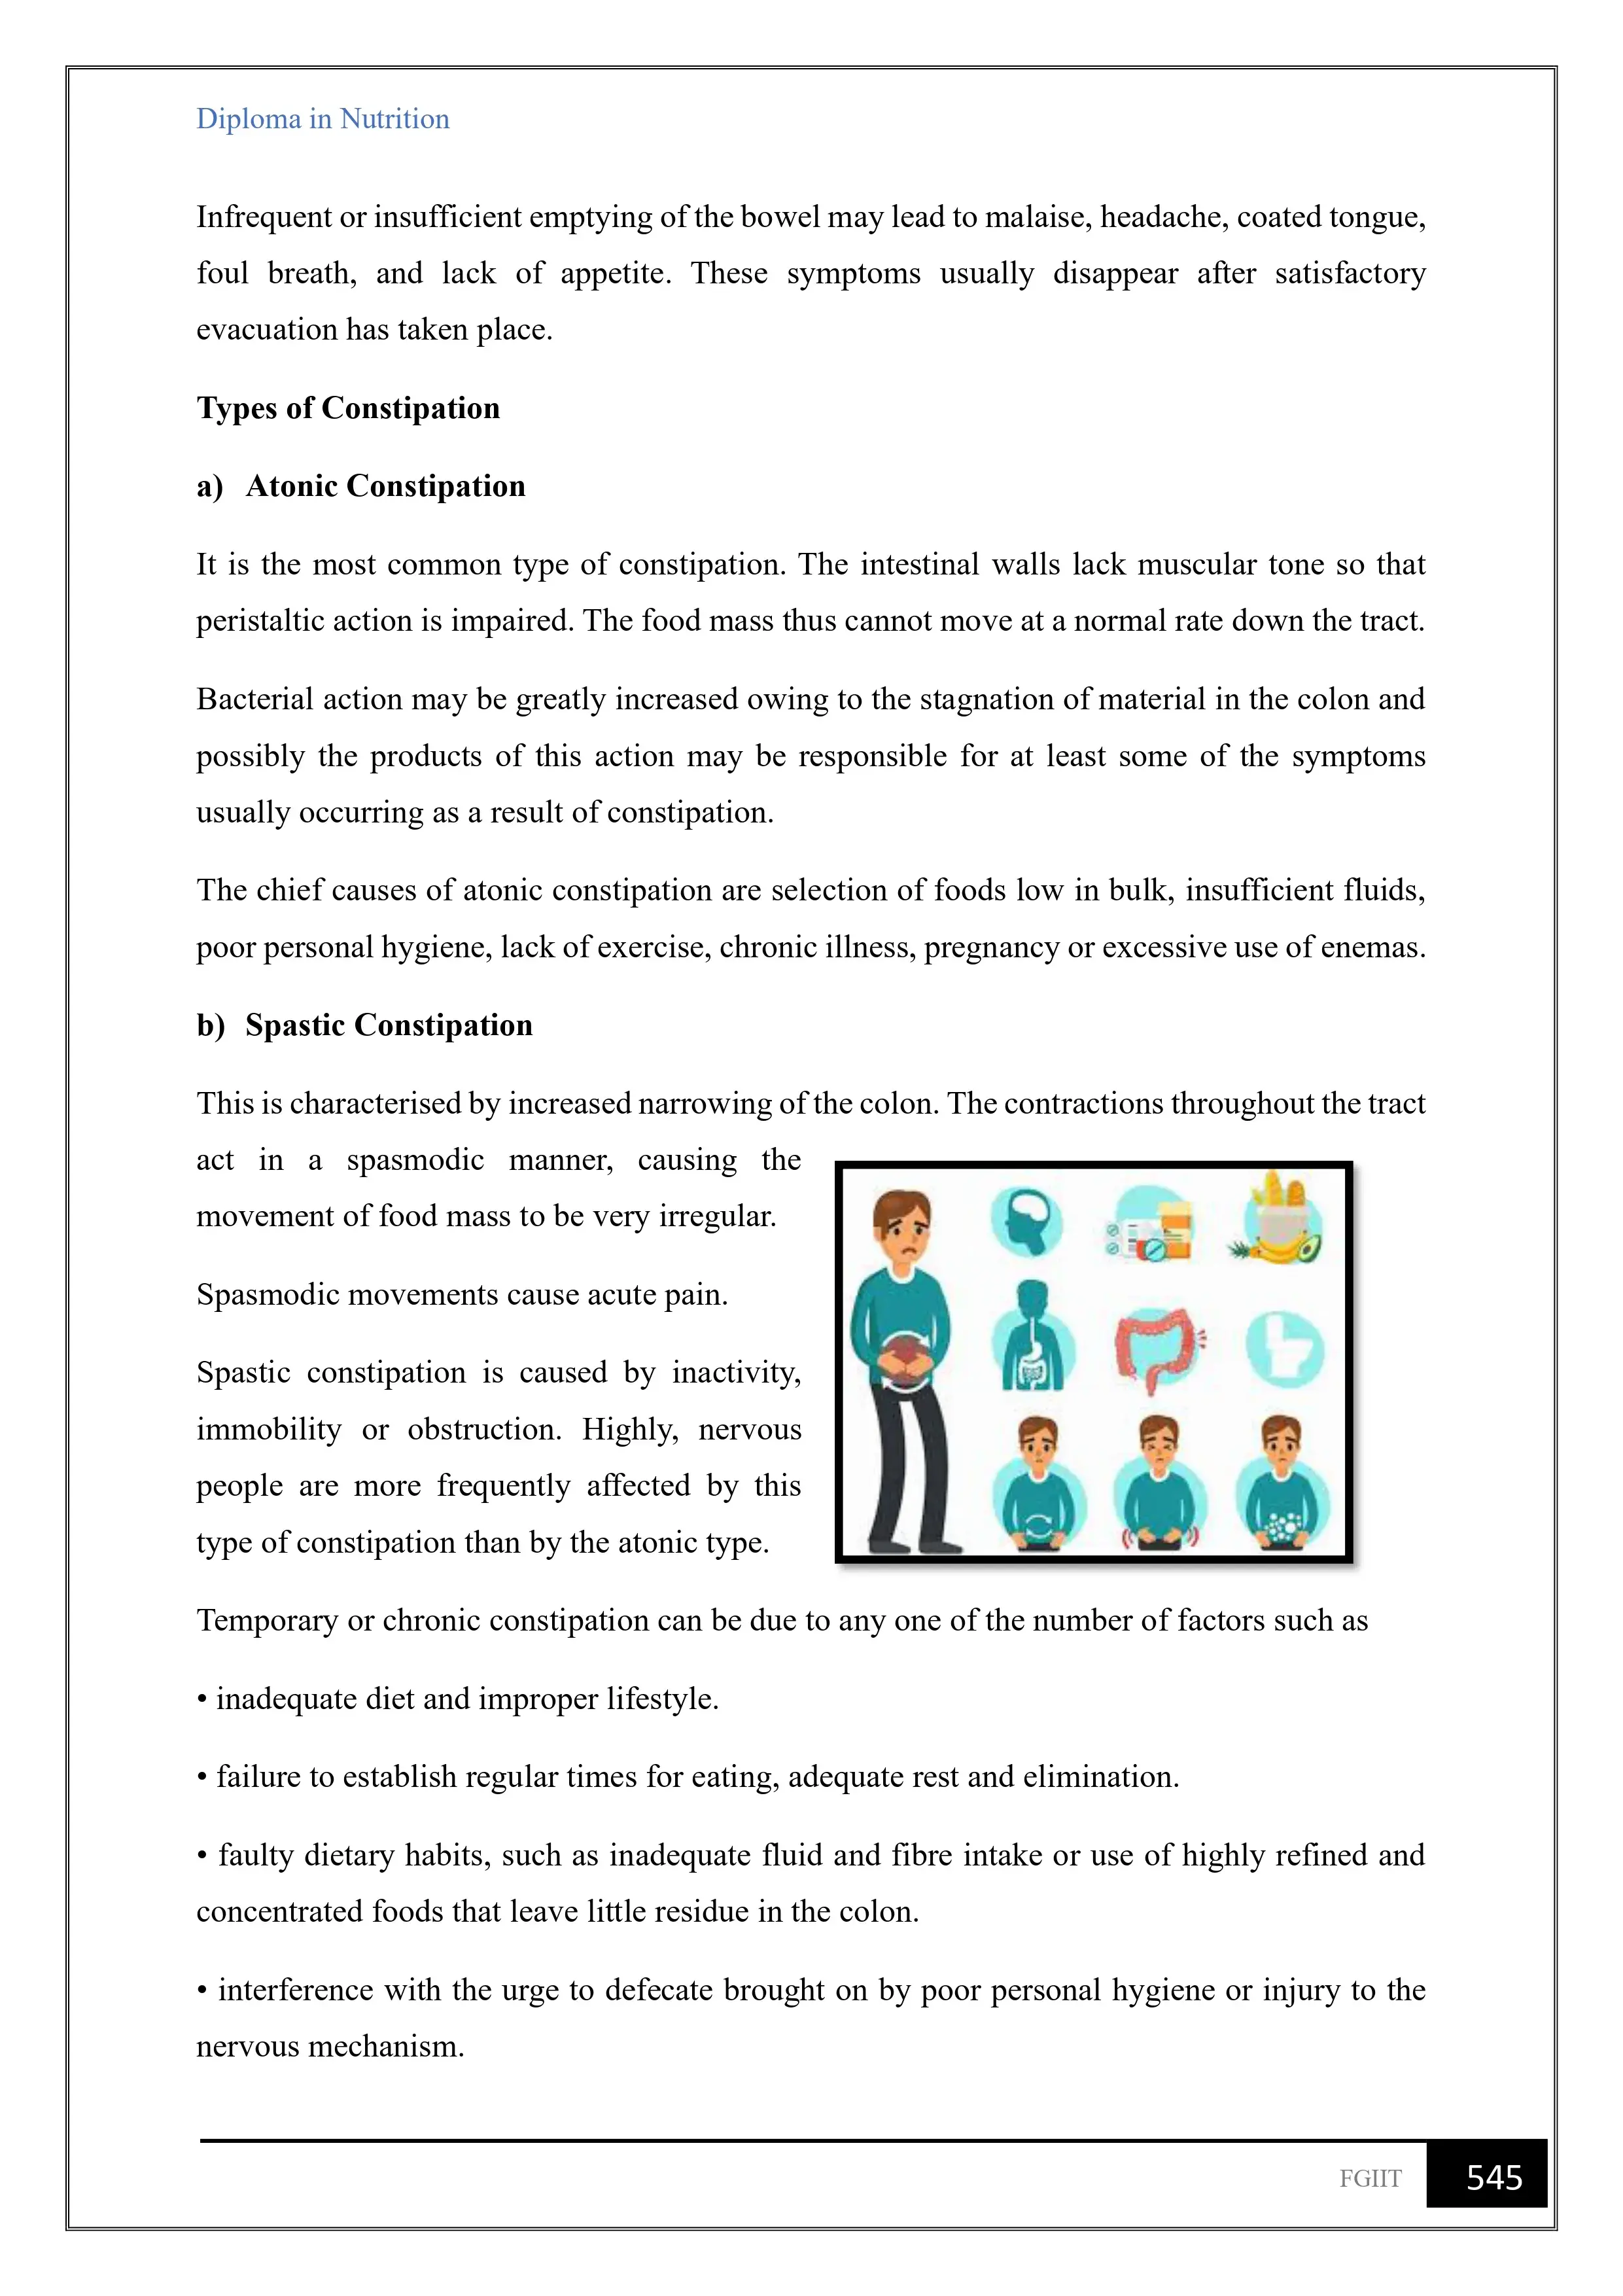 Diploma in Nutrition
Infrequent or insufficient emptying of the bowel may lead to malaise, headache, coated tongue,
foul breath, and lack of appetite. These symptoms usually disappear after satisfactory
evacuation has taken place.
Types of Constipation
a) Atonic Constipation
It is the most common type of constipation. The intestinal walls lack muscular tone so that
peristaltic action is impaired. The food mass thus cannot move at a normal rate down the tract.
Bacterial action may be greatly increased owing to the stagnation of material in the colon and
possibly the products of this action may be responsible for at least some of the symptoms
usually occurring as a result of constipation.
The chief causes of atonic constipation are selection of foods low in bulk, insufficient fluids,
poor personal hygiene, lack of exercise, chronic illness, pregnancy or excessive use of enemas.
b) Spastic Constipation
This is characterised by increased narrowing of the colon. The contractions throughout the tract
act in a spasmodic manner, causing the
movement of food mass to be very irregular.
Spasmodic movements cause acute pain.
Spastic constipation is caused by inactivity,
immobility or obstruction. Highly, nervous
people are more frequently affected by this
type of constipation than by the atonic type.
Temporary or chronic constipation can be due to any one of the number of factors such as
• inadequate diet and improper lifestyle.
• failure to establish regular times for eating, adequate rest and elimination.
• faulty dietary habits, such as inadequate fluid and fibre intake or use of highly refined and
concentrated foods that leave little residue in the colon.
• interference with the urge to defecate brought on by poor personal hygiene or injury to the
nervous mechanism.
FGIIT 545